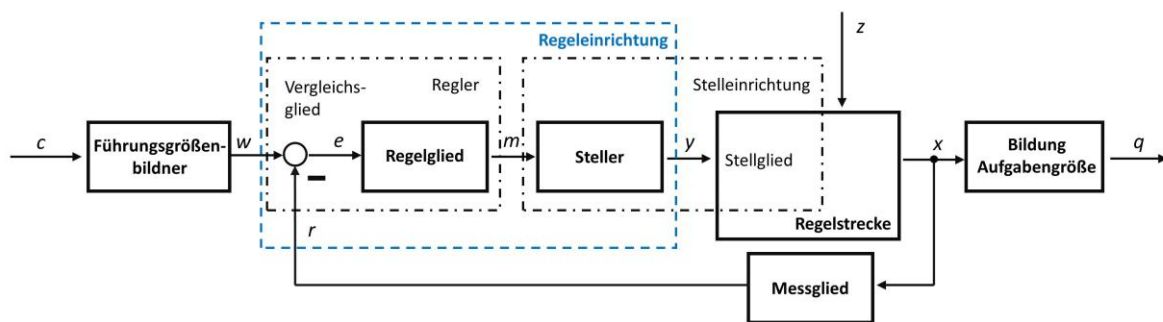 Regeleinrichtung
z
Vergleichs-
glied
Regler
Stelleinrichtung
c
Führungsgrößen-
bildner
w
e
Regelglied
m
Steller
y
Stellglied
Regelstrecke
x
Bildung
Aufgabengröße
q
r
Messglied